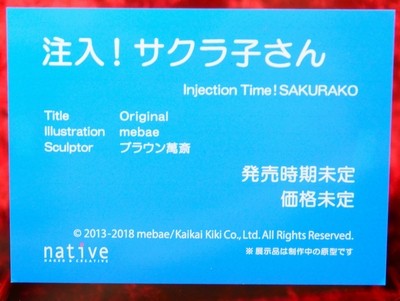 注入！サクラ子さん
Injection Time！SAKURAKO
Title Original
Illustration mebae
Sculptor ブラウン萬斎
発売時期未定
価格未定
© 2013-2018 mebae/Kaikai Kiki Co., Ltd. All Rights Reserved.
native
MAKER & CREATIVE
※ 展示品は制作中の原型です